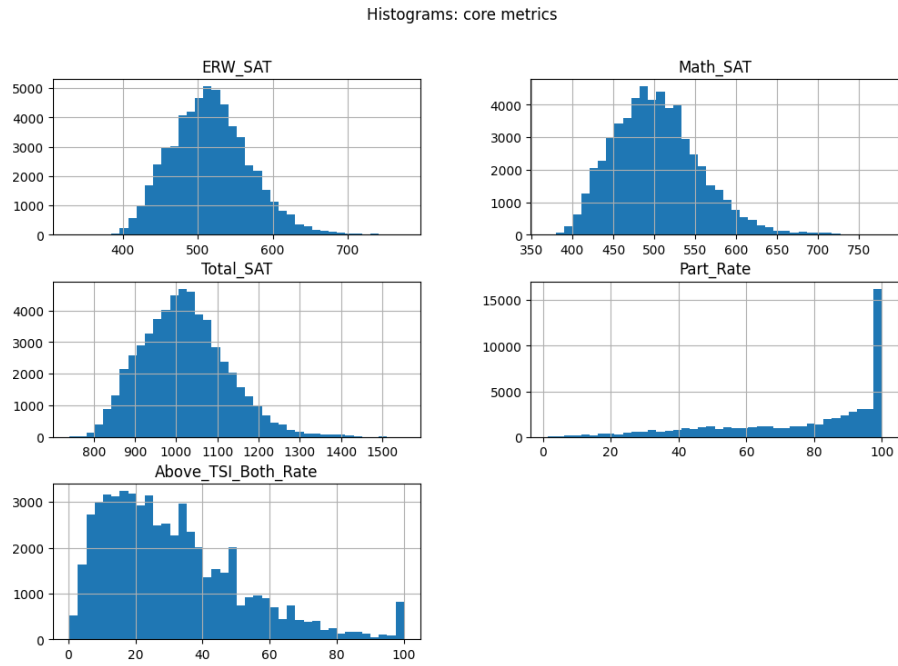 Histograms: core metrics
ERW_SAT
5000
4000
3000
2000
1000
0
400 500 600 700
Math_SAT
4000
3000
2000
1000
0
350 400 450 500 550 600 650 700 750
Total_SAT
4000
3000
2000
1000
0
800 900 1000 1100 1200 1300 1400 1500
Part_Rate
15000
10000
5000
0
0 20 40 60 80 100
Above_TSI_Both_Rate
3000
2000
1000
0
0 20 40 60 80 100